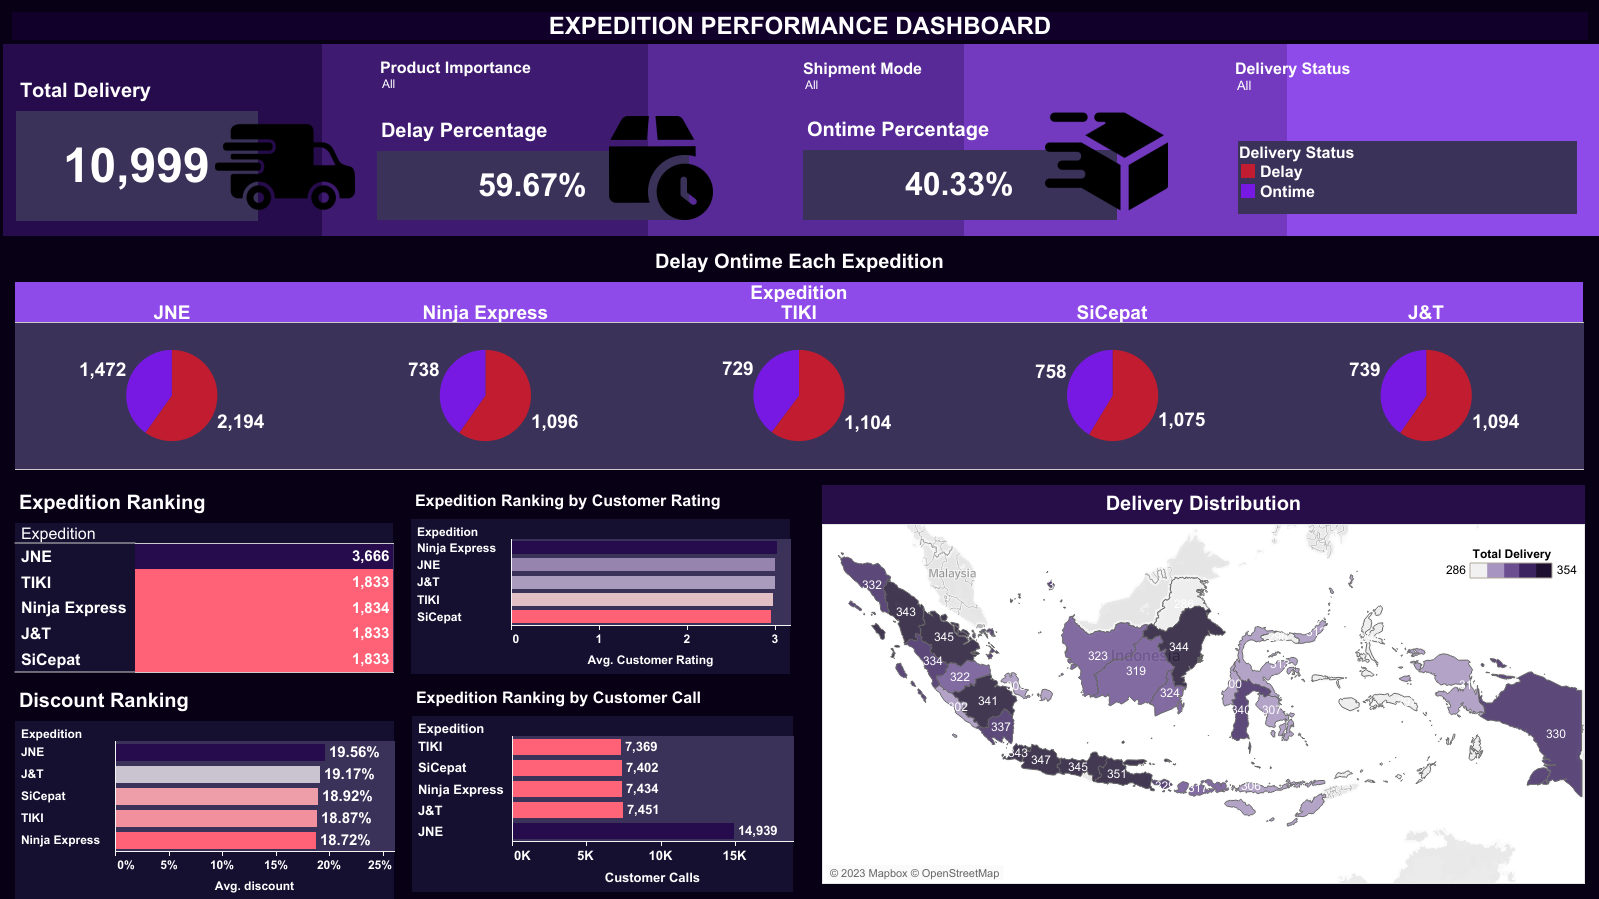 EXPEDITION PERFORMANCE DASHBOARD
Total Delivery
10,999
Product Importance
All
Delay Percentage
59.67%
Shipment Mode
All
Ontime Percentage
40.33%
Delivery Status
All
Delivery Status
Delay
Ontime
Delay Ontime Each Expedition
Expedition
JNE Ninja Express TIKI SiCepat J&T
1,472 738 729 758 739
2,194 1,096 1,104 1,075 1,094
Expedition Ranking
Expedition
JNE 3,666
TIKI 1,833
Ninja Express 1,834
J&T 1,833
SiCepat 1,833
Discount Ranking
Expedition
JNE 19.56%
J&T 19.17%
SiCepat 18.92%
TIKI 18.87%
Ninja Express 18.72%
0% 5% 10% 15% 20% 25%
Avg. discount
Expedition Ranking by Customer Rating
Expedition
Ninja Express
JNE
J&T
TIKI
SiCepat
0 1 2 3
Avg. Customer Rating
Expedition Ranking by Customer Call
Expedition
TIKI 7,369
SiCepat 7,402
Ninja Express 7,434
J&T 7,451
JNE 14,939
0K 5K 10K 15K
Customer Calls
Delivery Distribution
Total Delivery
286 354
Malaysia
Indonesia
332
343
345
334
322
341
337
347
345
351
323
319
344
324
340
307
330
© 2023 Mapbox © OpenStreetMap